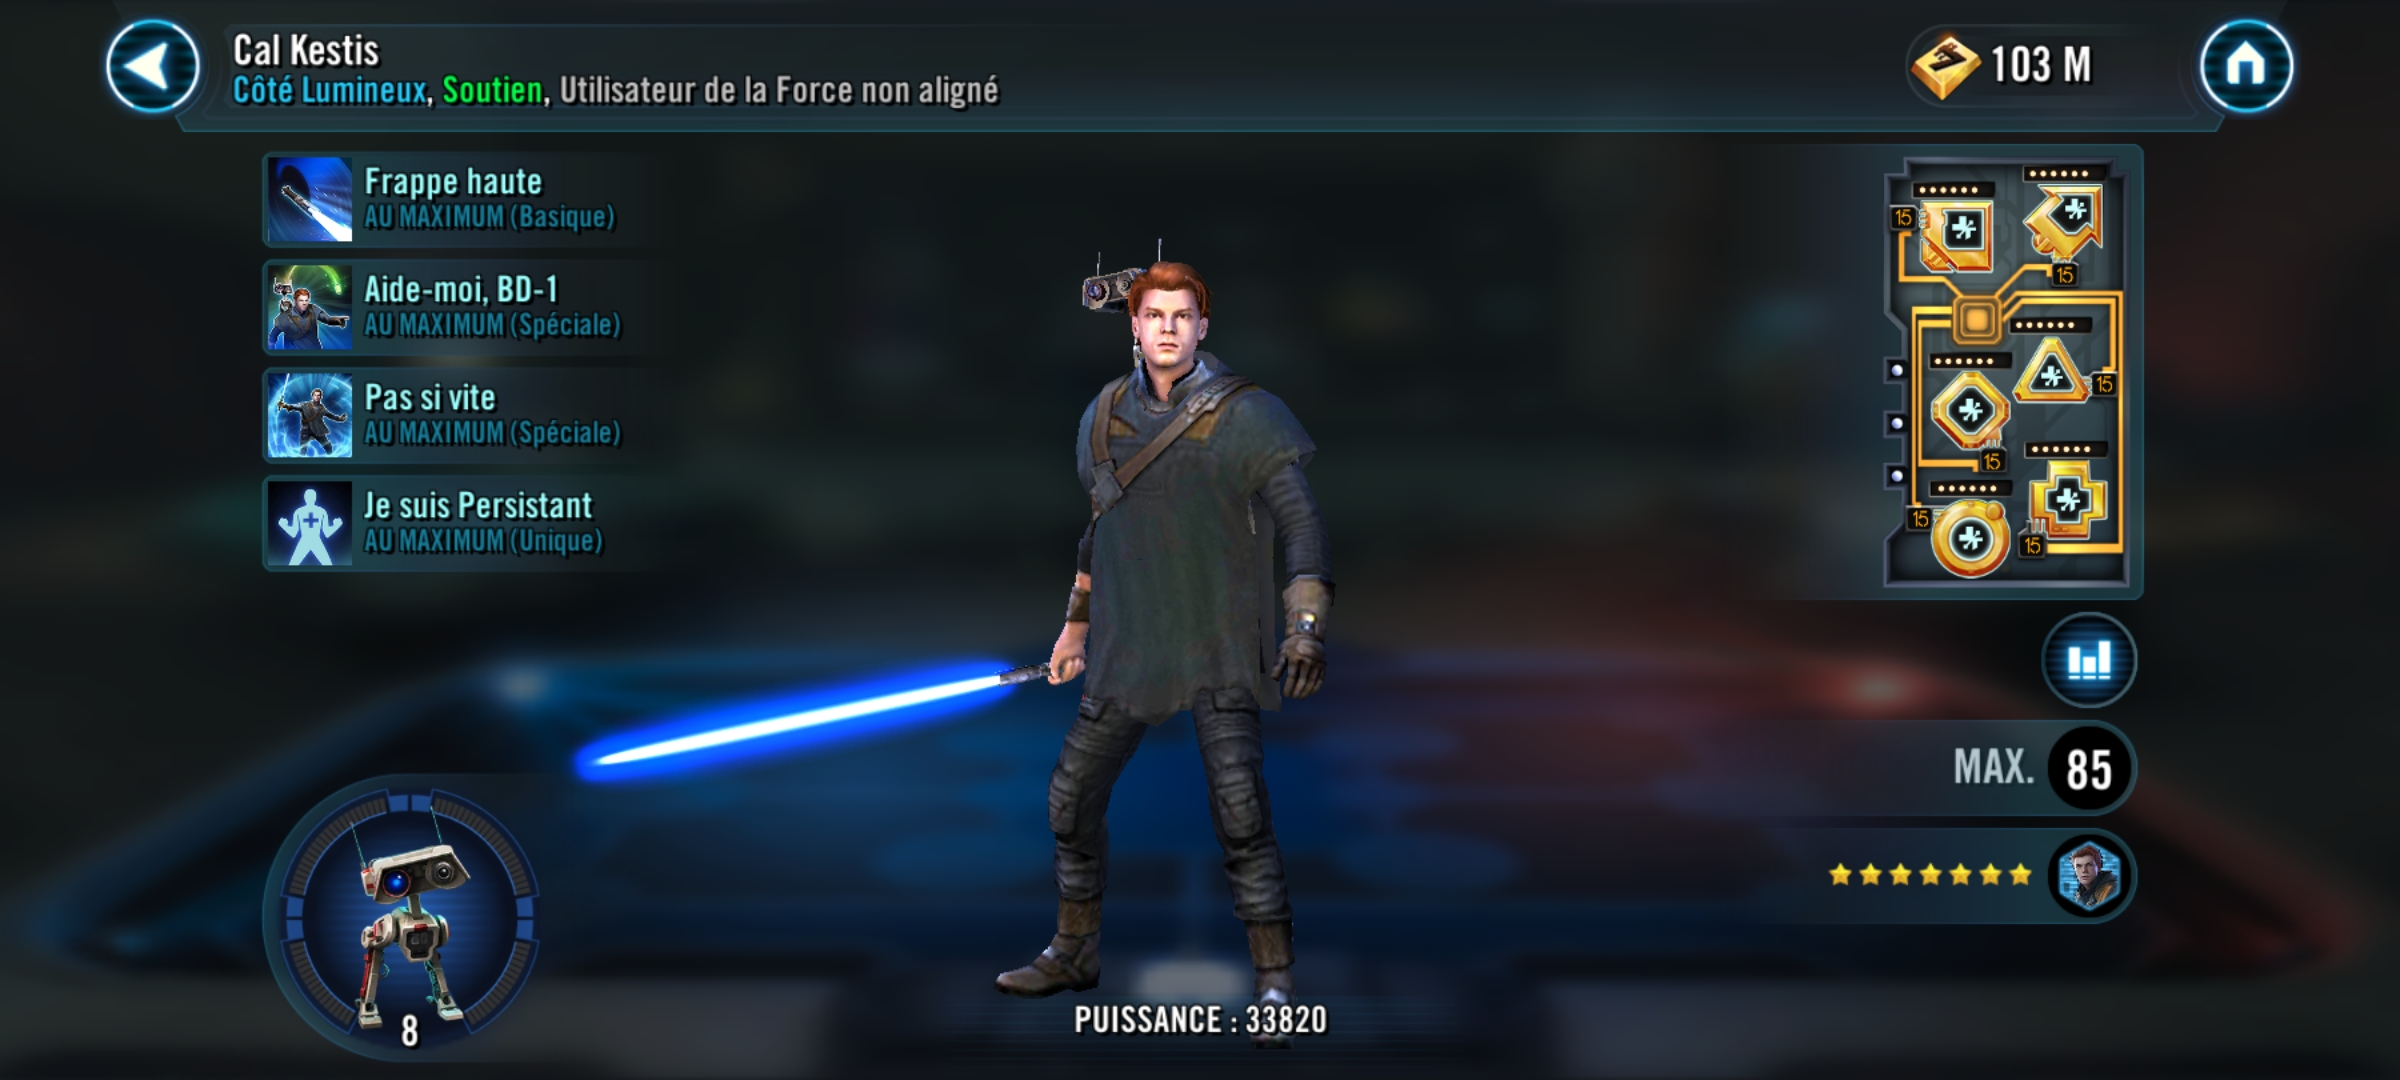 Cal Kestis
Côté Lumineux, Soutien, Utilisateur de la Force non aligné
103 M
Frappe haute
AU MAXIMUM (Basique)
Aide-moi, BD-1
AU MAXIMUM (Spéciale)
Pas si vite
AU MAXIMUM (Spéciale)
Je suis Persistant
AU MAXIMUM (Unique)
15
15
15
15
15
15
MAX. 85
8
PUISSANCE : 33820